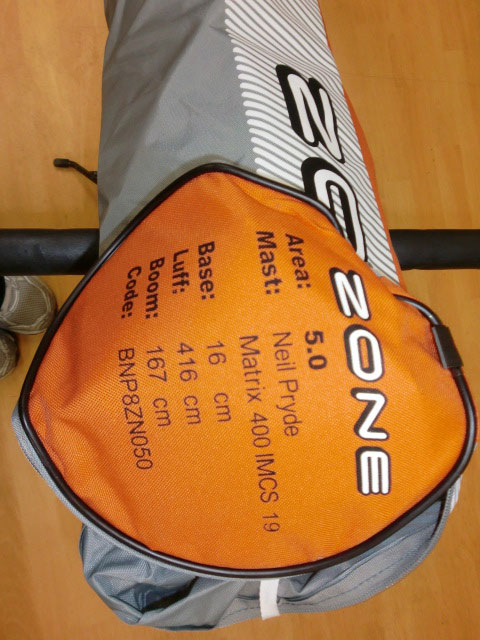 ZO
ZONE
Area: 5.0
Mast: Neil Pryde
Matrix 400 IMCS 19
Base: 16 cm
Luff: 416 cm
Boom: 167 cm
Code: BNP8ZN050